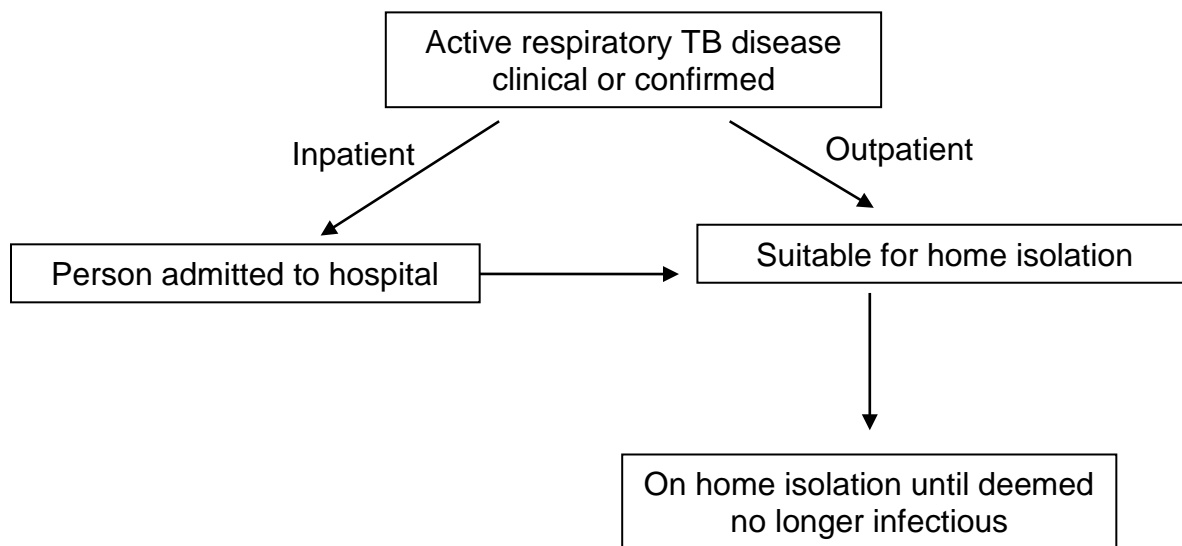 Active respiratory TB disease
clinical or confirmed
Inpatient
Outpatient
Person admitted to hospital
Suitable for home isolation
On home isolation until deemed
no longer infectious